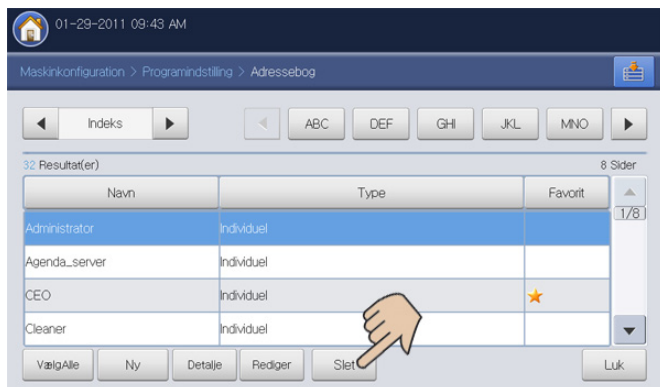 01-29-2011 09:43 AM
Maskinkonfiguration > Programindstilling > Adressebog
Indeks ABC DEF GHI JKL MNO
32 Resultat(er) 8 Sider
Navn Type Favorit
1/8
Administrator Individuel
Agenda_server Individuel
CEO Individuel
Cleaner Individuel
VælgAlle Ny Detalje Rediger Slet Luk